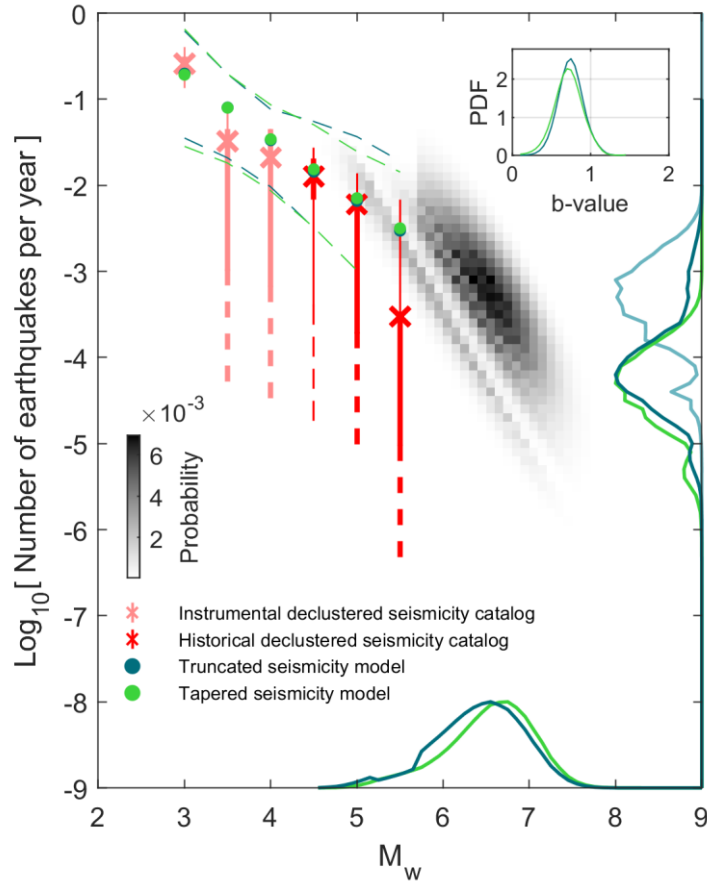 0
-1
-2
-3
-4
-5
-6
-7
-8
-9
Log10[ Number of earthquakes per year ]
2 3 4 5 6 7 8 9
Mw
PDF
2
1
0
0 1 2
b-value
×10-3
6
4
2
Probability
Instrumental declustered seismicity catalog
Historical declustered seismicity catalog
Truncated seismicity model
Tapered seismicity model